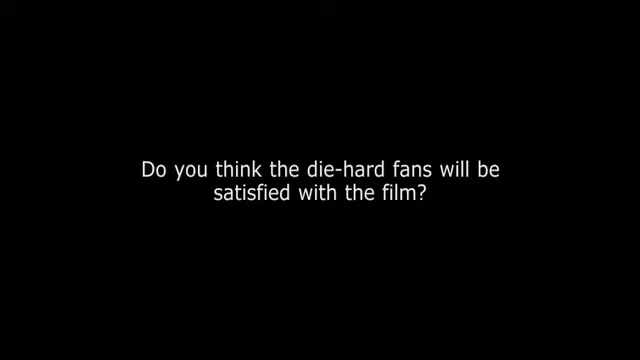 Do you think the die-hard fans will be
satisfied with the film?